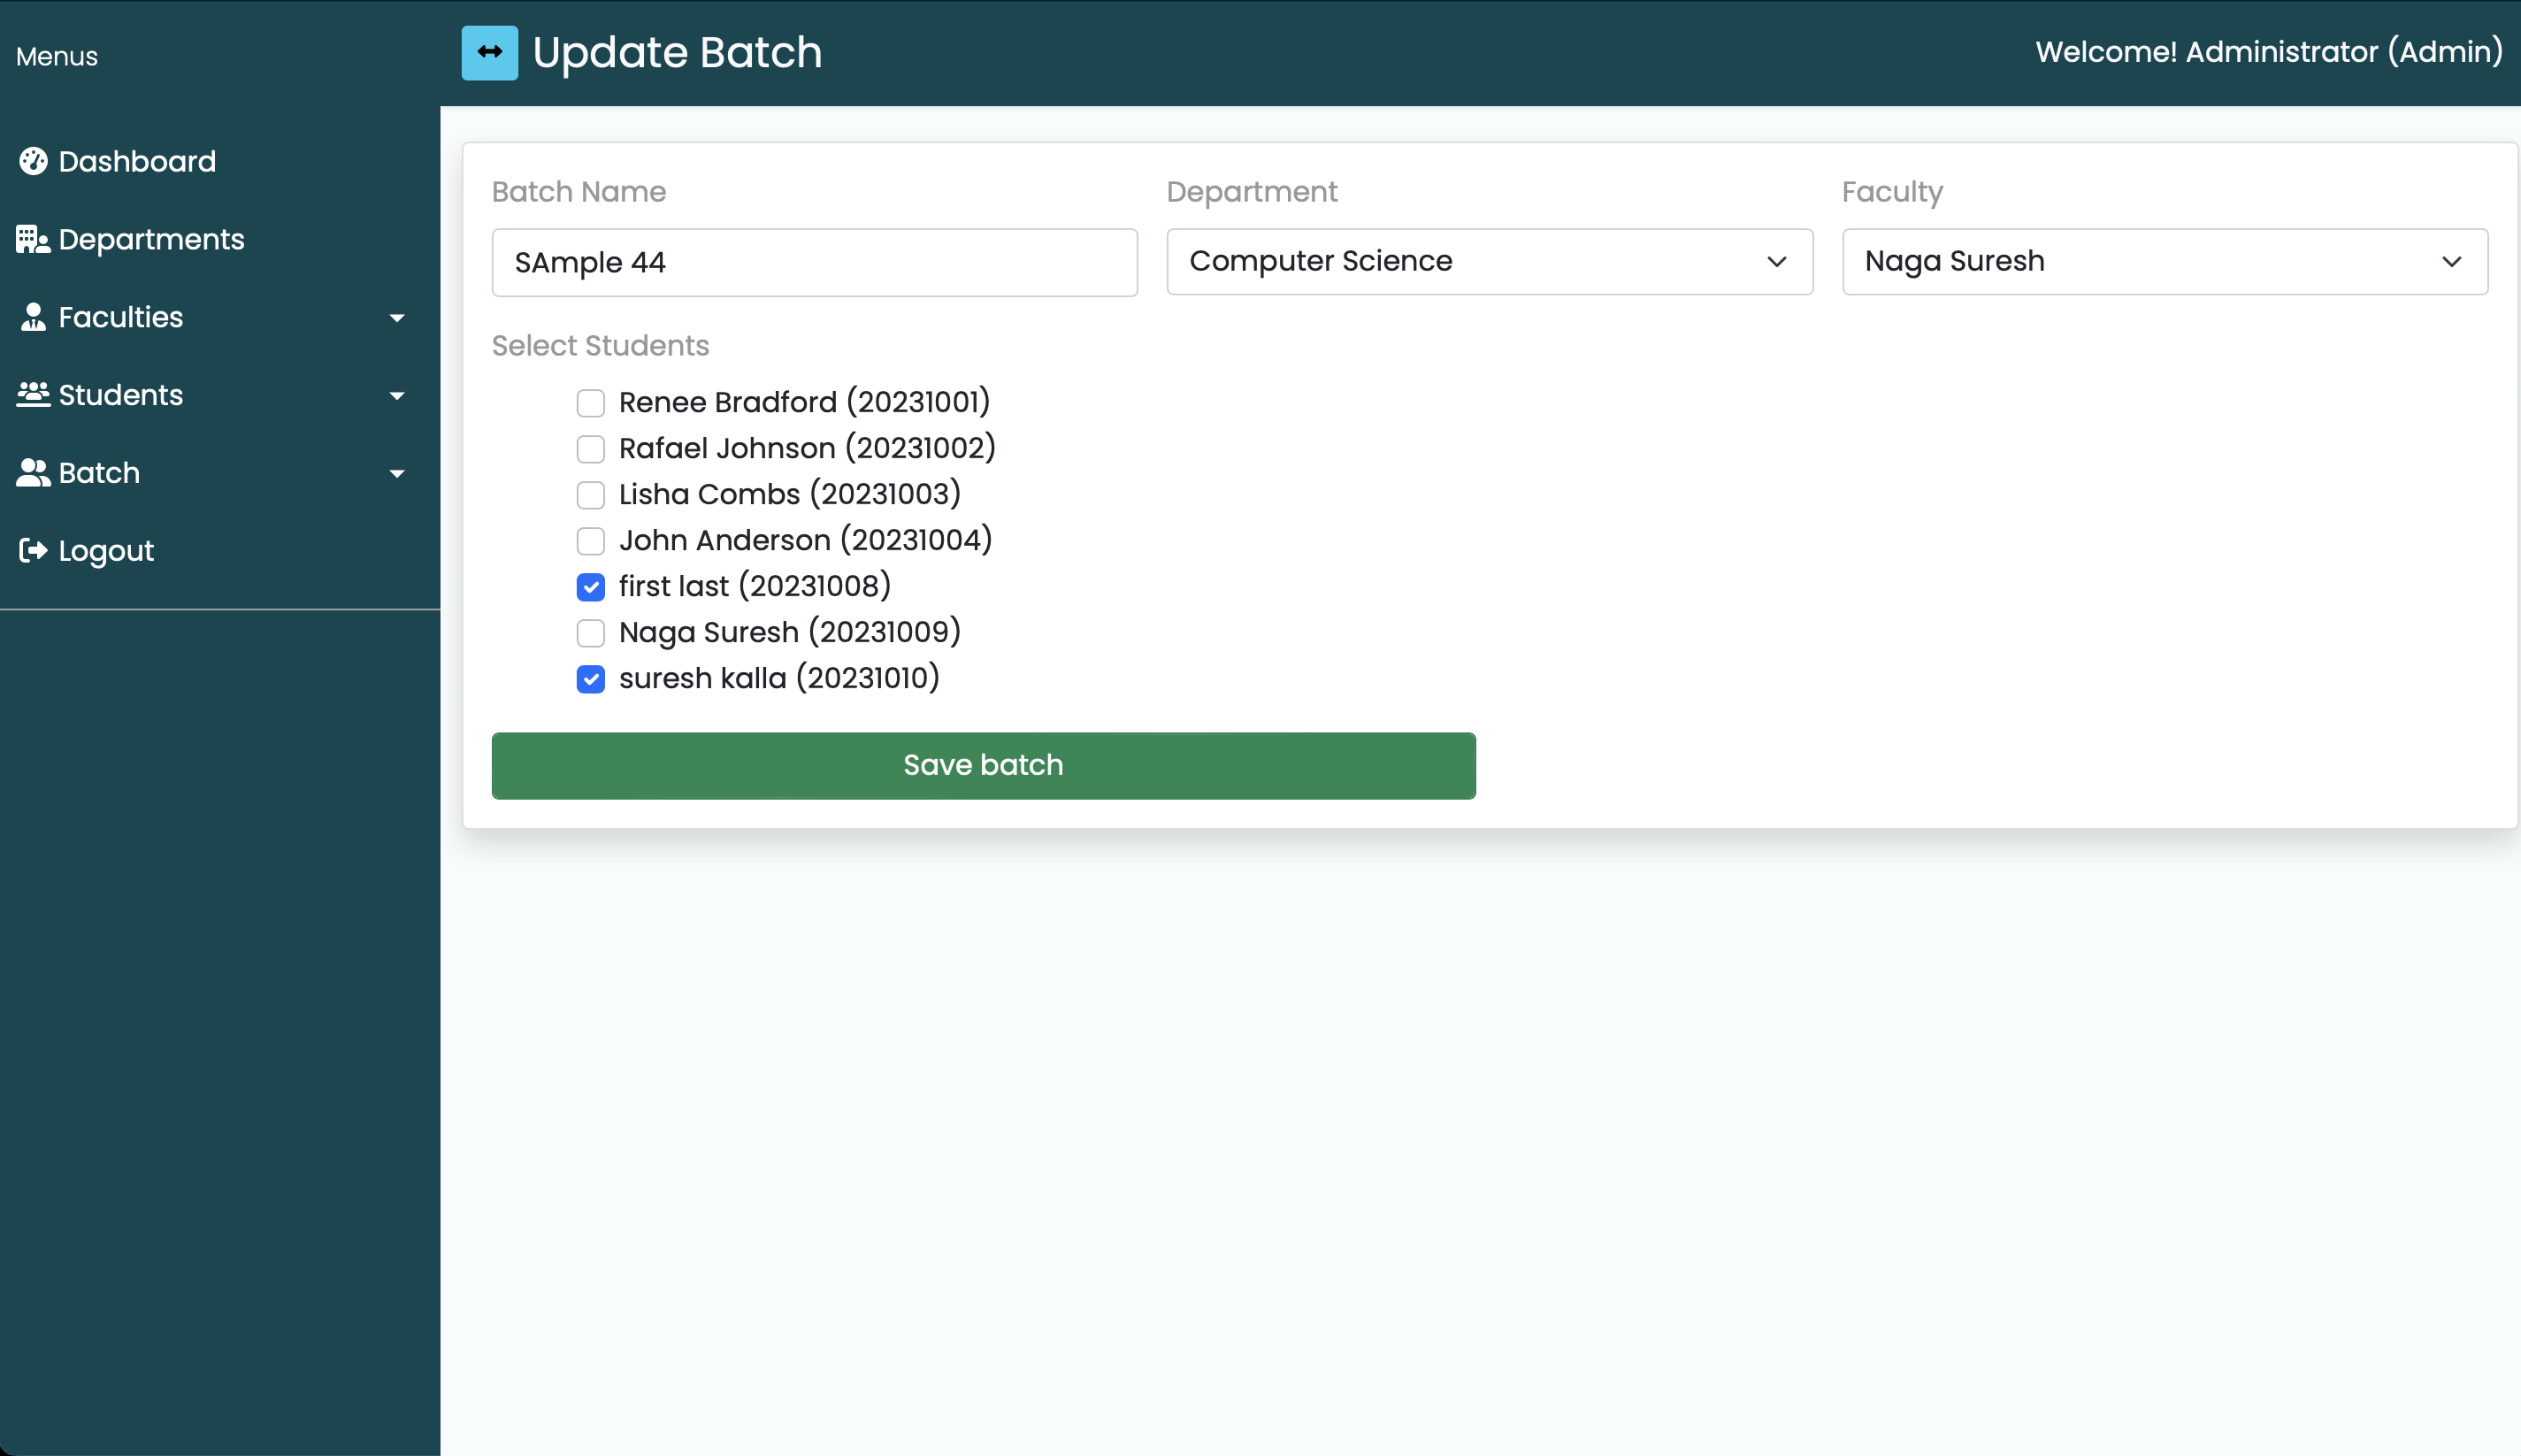 Menus
Dashboard
Departments
Faculties
Students
Batch
Logout
Update Batch
Welcome! Administrator (Admin)
Batch Name
Department
Faculty
SAmple 44
Computer Science
Naga Suresh
Select Students
Renee Bradford (20231001)
Rafael Johnson (20231002)
Lisha Combs (20231003)
John Anderson (20231004)
first last (20231008)
Naga Suresh (20231009)
suresh kalla (20231010)
Save batch